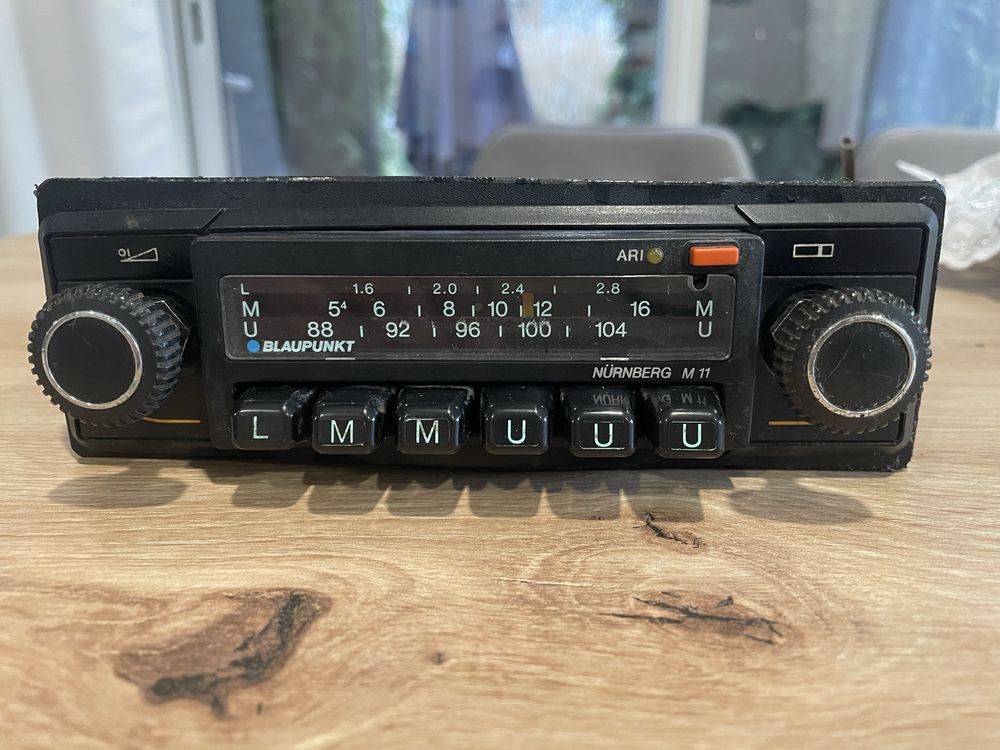 ARI
L 1.6 2.0 2.4 2.8
M 5⁴ 6 8 10 12 16 M
U 88 92 96 100 104 U
BLAUPUNKT
NÜRNBERG M 11
L M M U U U